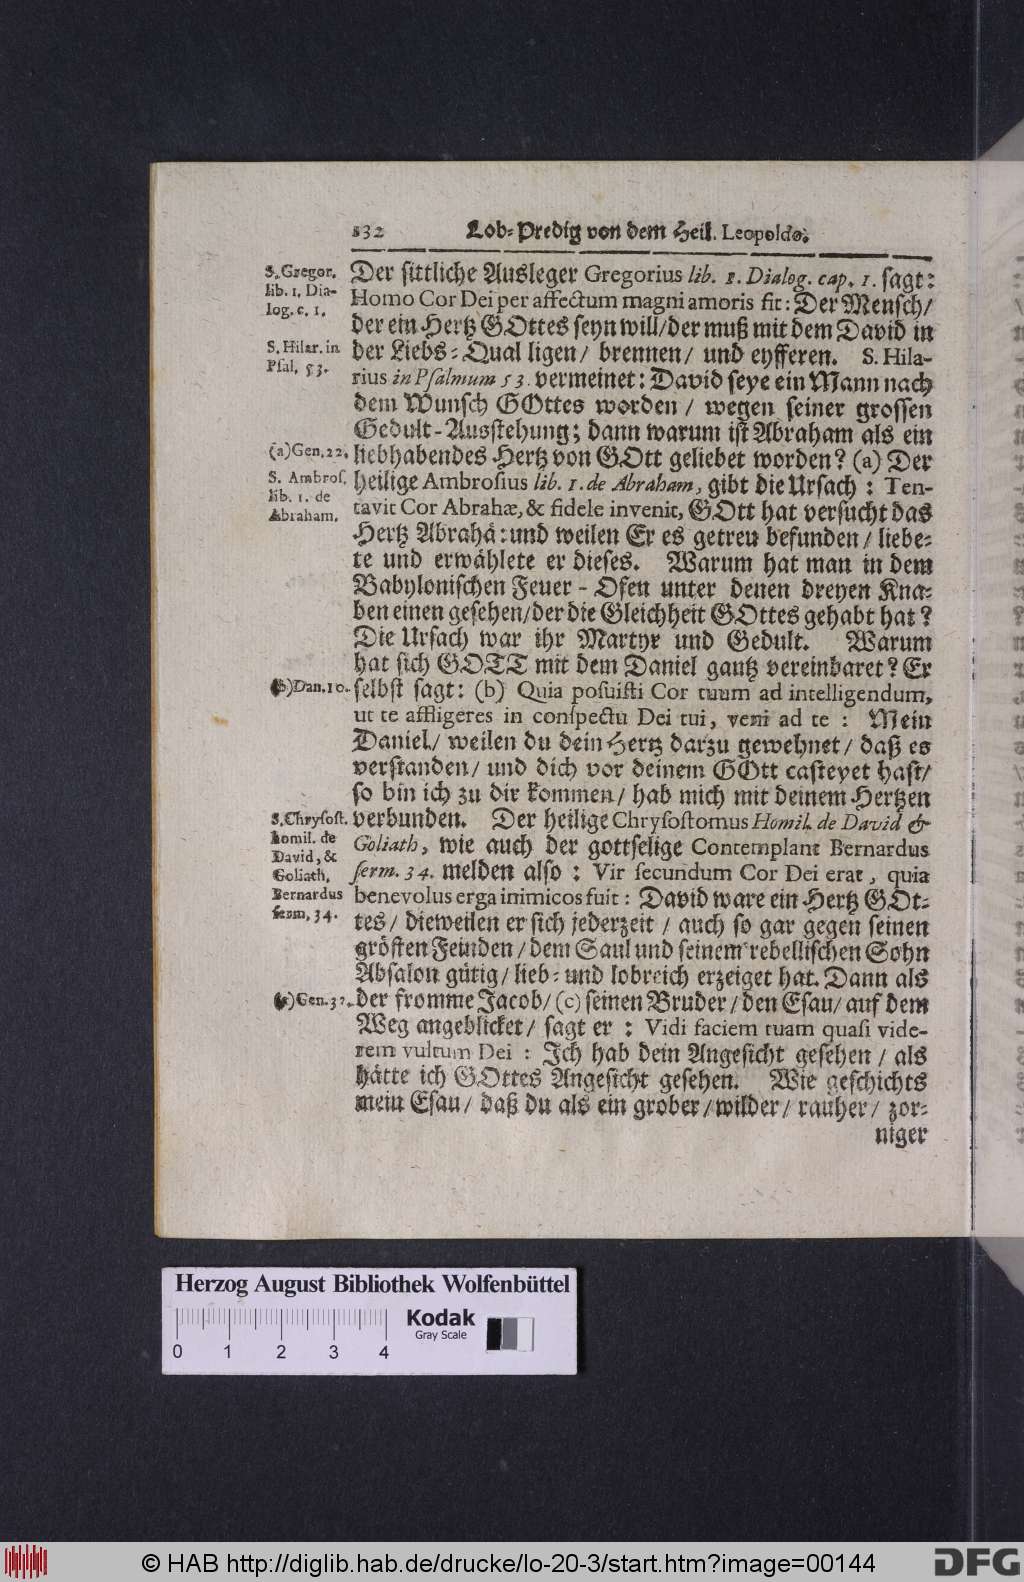 132 Lob-Predig von dem Heil. Leopoldo.
S. Gregor. lib. 1. Dia-
log. c. 1.
S. Hilar. in
Psal. 53.
(a) Gen. 22.
S. Ambros.
lib. 1. de
Abraham.
(b) Dan. 10.
S. Chrysost.
homil. de
David, &
Goliath,
Bernardus
serm. 34.
(c) Gen. 33.
Der sittliche Ausleger Gregorius lib. 1. Dialog. cap. 1. sagt:
Homo Cor Dei per affectum magni amoris fit: Der Mensch/
der ein Hertz GOttes seyn will/ der muß mit dem David in
der Liebs-Qual ligen/ brennen/ und eyfferen. S. Hila-
rius in Psalmum 53. vermeinet: David seye ein Mann nach
dem Wunsch GOttes worden/ wegen seiner grossen
Gedult-Ausstehung; dann warum ist Abraham als ein
liebhabendes Hertz von GOtt geliebet worden? (a) Der
heilige Ambrosius lib. 1. de Abraham, gibt die Ursach: Ten-
tavit Cor Abrahæ, & fidele invenit, GOtt hat versucht das
Hertz Abrahä: und weilen Er es getreu befunden/ liebe-
te und erwählete er dieses. Warum hat man in dem
Babylonischen Feuer-Ofen unter denen dreyen Kna-
ben einen gesehen/ der die Gleichheit GOttes gehabt hat?
Die Ursach war ihr Martyr und Gedult. Warum
hat sich GOTT mit dem Daniel gantz vereinbaret? Er
selbst sagt: (b) Quia posuisti Cor tuum ad intelligendum,
ut te affligeres in conspectu Dei tui, veni ad te: Mein
Daniel/ weilen du dein Hertz darzu gewehnet/ daß es
verstanden/ und dich vor deinem GOtt casteyet hast/
so bin ich zu dir kommen/ hab mich mit deinem Hertzen
verbunden. Der heilige Chrysostomus Homil. de David &
Goliath, wie auch der gottselige Contemplant Bernardus
serm. 34. melden also: Vir secundum Cor Dei erat, quia
benevolus erga inimicos fuit: David ware ein Hertz GOt-
tes/ dieweilen er sich jederzeit/ auch so gar gegen seinen
grösten Feinden/ dem Saul und seinem rebellischen Sohn
Absalon gütig/ lieb- und lobreich erzeiget hat. Dann als
der fromme Jacob/ (c) seinen Bruder/ den Esau/ auf dem
Weg angeblicket/ sagt er: Vidi faciem tuam quasi vide-
rem vultum Dei: Ich hab dein Angesicht gesehen/ als
hätte ich GOttes Angesicht gesehen. Wie geschichts
mein Esau/ daß du als ein grober/ wilder/ rauher/ zor-
niger
Herzog August Bibliothek Wolfenbüttel
Kodak
Gray Scale
0 1 2 3 4
© HAB http://diglib.hab.de/drucke/lo-20-3/start.htm?image=00144
DFG